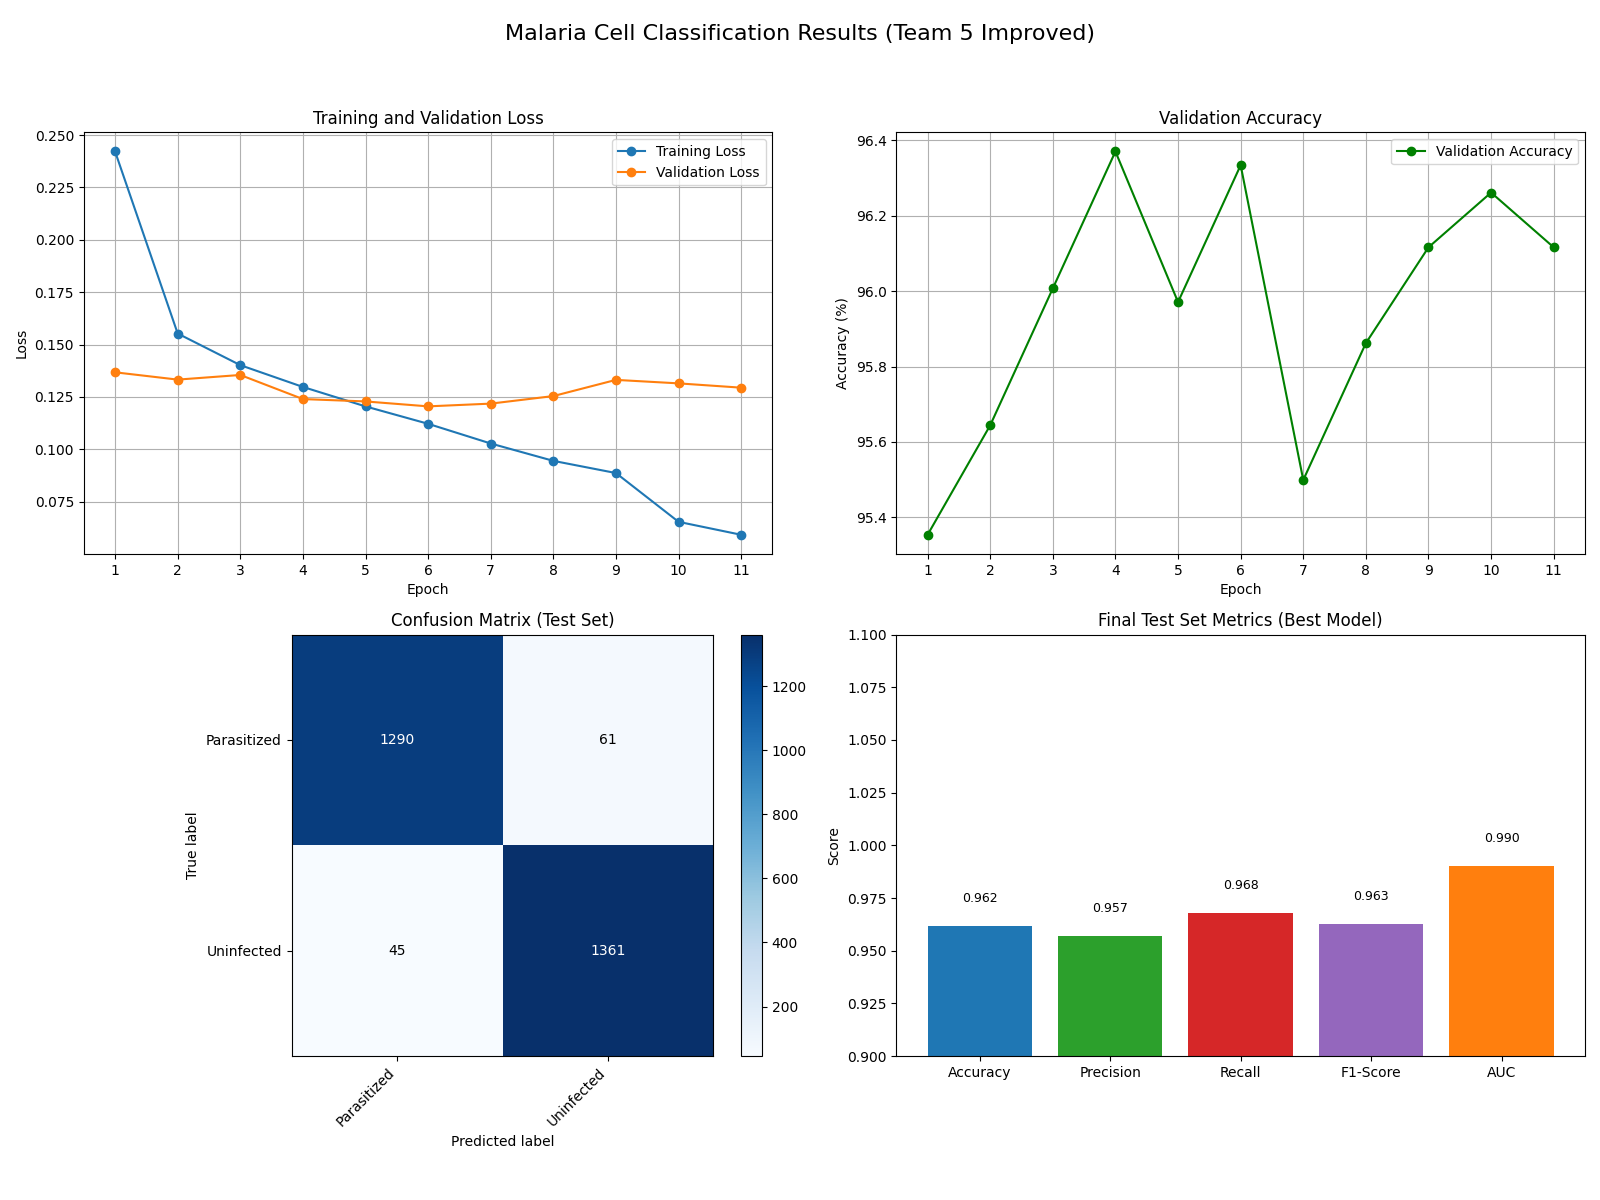 Malaria Cell Classification Results (Team 5 Improved)
Training and Validation Loss
0.250
0.225
0.200
0.175
0.150
0.125
0.100
0.075
Loss
Training Loss
Validation Loss
1 2 3 4 5 6 7 8 9 10 11
Epoch
Validation Accuracy
96.4
96.2
96.0
95.8
95.6
95.4
Accuracy (%)
Validation Accuracy
1 2 3 4 5 6 7 8 9 10 11
Epoch
Confusion Matrix (Test Set)
True label
Parasitized
1290 61
Uninfected
45 1361
Parasitized
Uninfected
Predicted label
1200
1000
800
600
400
200
Final Test Set Metrics (Best Model)
1.100
1.075
1.050
1.025
1.000
0.975
0.950
0.925
0.900
Score
0.962
0.957
0.968
0.963
0.990
Accuracy Precision Recall F1-Score AUC